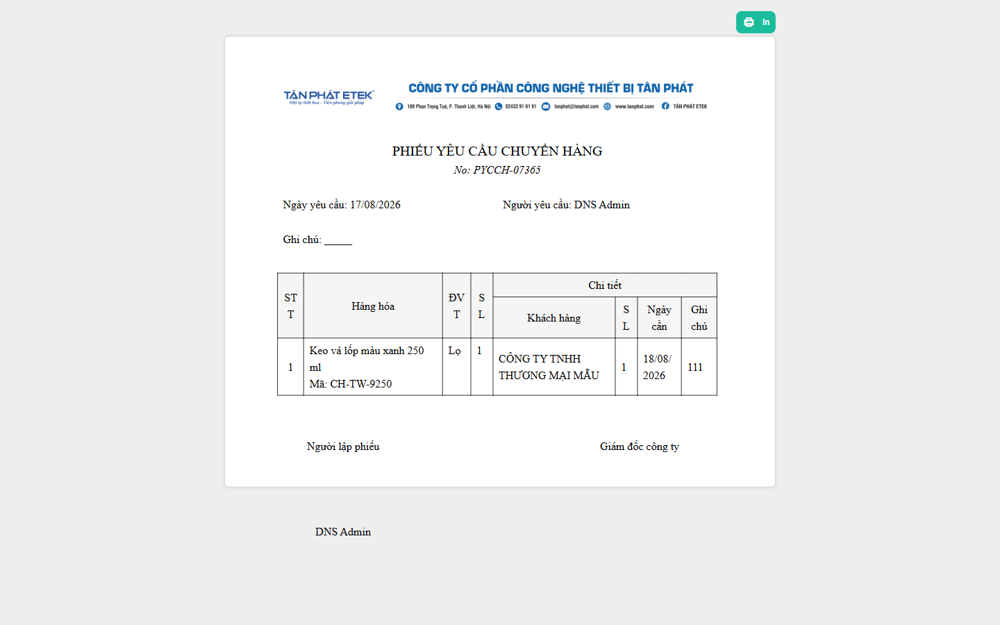 In
TÂN PHÁT ETEK®
Hội tụ tinh hoa - Tiên phong giải pháp
CÔNG TY CỔ PHẦN CÔNG NGHỆ THIẾT BỊ TÂN PHÁT
189 Phan Trọng Tuệ, P. Thanh Liệt, Hà Nội 02433 91 61 61 tanphat@tanphat.com www.tanphat.com TÂN PHÁT ETEK
PHIẾU YÊU CẦU CHUYỂN HÀNG
No: PYCCH-07365
Ngày yêu cầu: 17/08/2026 Người yêu cầu: DNS Admin
Ghi chú: _____
STT Hàng hóa ĐVT SL Chi tiết
Khách hàng SL Ngày cần Ghi chú
1 Keo vá lốp màu xanh 250 ml Lọ 1 CÔNG TY TNHH THƯƠNG MẠI MẪU 1 18/08/2026 111
Mã: CH-TW-9250
Người lập phiếu Giám đốc công ty
DNS Admin